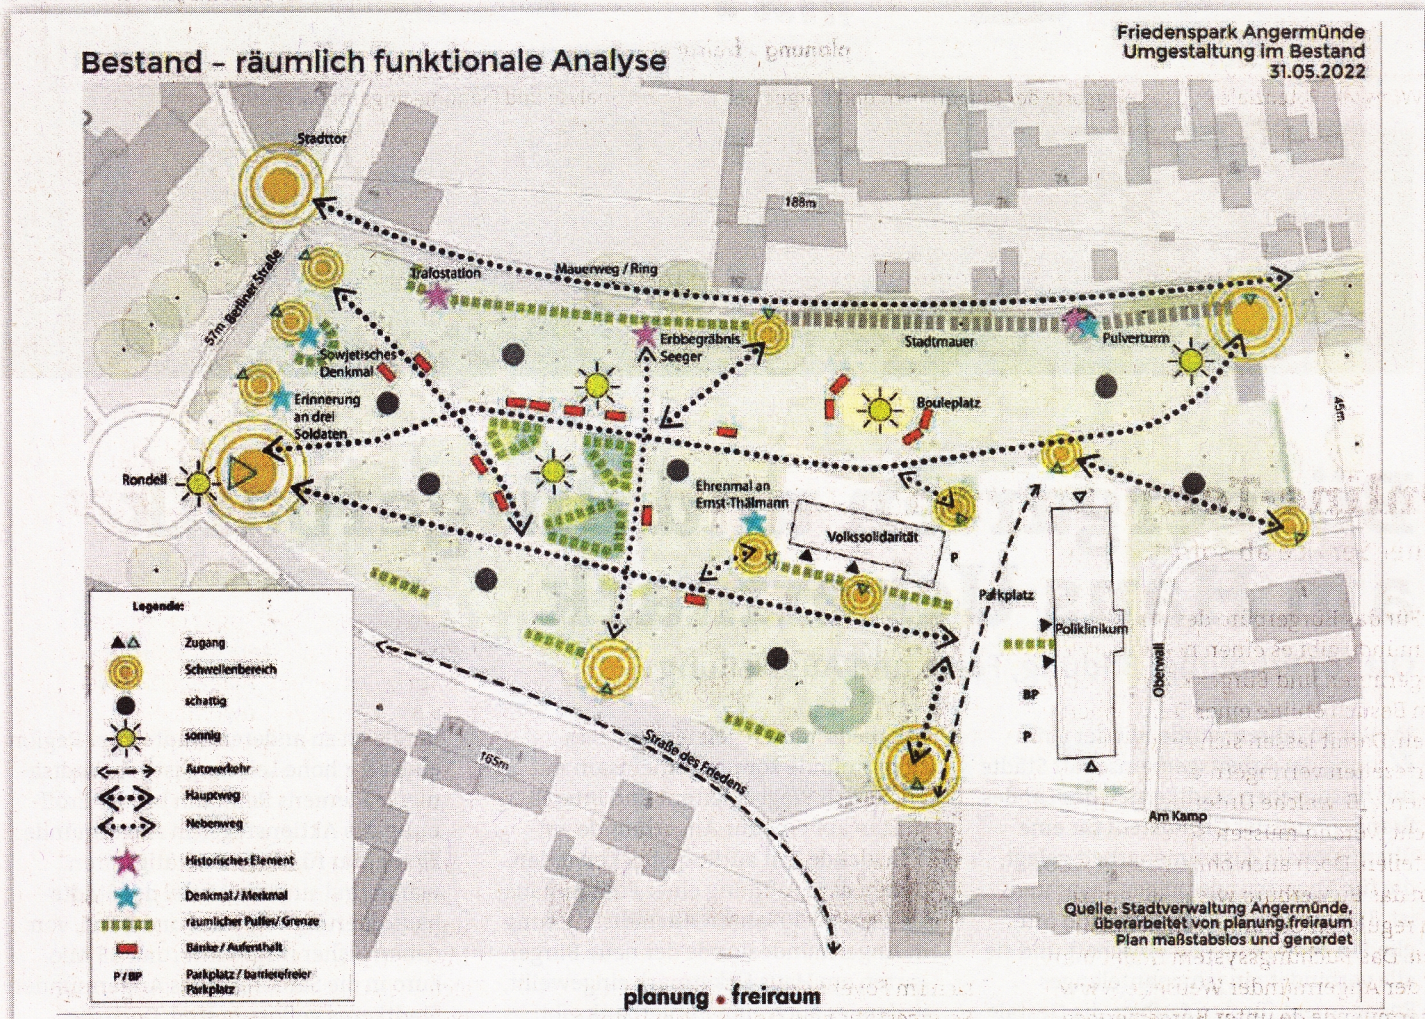 Friedenspark Angermünde
Umgestaltung im Bestand
31.05.2022
Bestand – räumlich funktionale Analyse
Stadttor
188m
Trafostation
Mauerweg / Ring
57m Berliner Straße
Erbbegräbnis
Seeger
Stadtmauer
Pulverturm
Sowjetisches
Denkmal
Erinnerung
an drei
Soldaten
Bouleplatz
45m
Rondell
Ehrenmal an
Ernst-Thälmann
Volkssolidarität
P
Parkplatz
Poliklinikum
Oberwall
BP
P
P
Straße des Friedens
165m
Am Kamp
Legende:
Zugang
Schwellenbereich
schattig
sonnig
Autoverkehr
Hauptweg
Nebenweg
Historisches Element
Denkmal / Merkmal
räumlicher Puffer/ Grenze
Bänke / Aufenthalt
P / BP Parkplatz / barrierefreier
Parkplatz
Quelle: Stadtverwaltung Angermünde,
überarbeitet von planung.freiraum
Plan maßstabslos und genordet
planung . freiraum